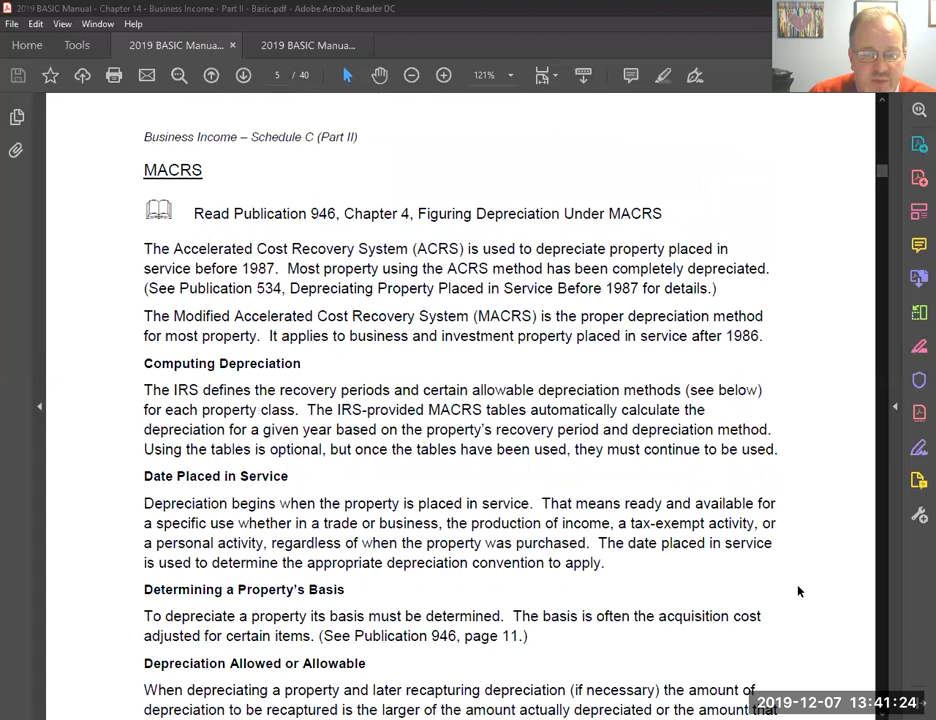 2019 BASIC Manual - Chapter 14 - Business Income - Part II - Basic.pdf - Adobe Acrobat Reader DC
File Edit View Window Help
Home Tools 2019 BASIC Manua... × 2019 BASIC Manua...
5 / 40 121%
Business Income – Schedule C (Part II)
MACRS
Read Publication 946, Chapter 4, Figuring Depreciation Under MACRS
The Accelerated Cost Recovery System (ACRS) is used to depreciate property placed in
service before 1987. Most property using the ACRS method has been completely depreciated.
(See Publication 534, Depreciating Property Placed in Service Before 1987 for details.)
The Modified Accelerated Cost Recovery System (MACRS) is the proper depreciation method
for most property. It applies to business and investment property placed in service after 1986.
Computing Depreciation
The IRS defines the recovery periods and certain allowable depreciation methods (see below)
for each property class. The IRS-provided MACRS tables automatically calculate the
depreciation for a given year based on the property's recovery period and depreciation method.
Using the tables is optional, but once the tables have been used, they must continue to be used.
Date Placed in Service
Depreciation begins when the property is placed in service. That means ready and available for
a specific use whether in a trade or business, the production of income, a tax-exempt activity, or
a personal activity, regardless of when the property was purchased. The date placed in service
is used to determine the appropriate depreciation convention to apply.
Determining a Property's Basis
To depreciate a property its basis must be determined. The basis is often the acquisition cost
adjusted for certain items. (See Publication 946, page 11.)
Depreciation Allowed or Allowable
When depreciating a property and later recapturing depreciation (if necessary) the amount of
depreciation to be recaptured is the larger of the amount actually depreciated or the amount that
2019-12-07 13:41:24